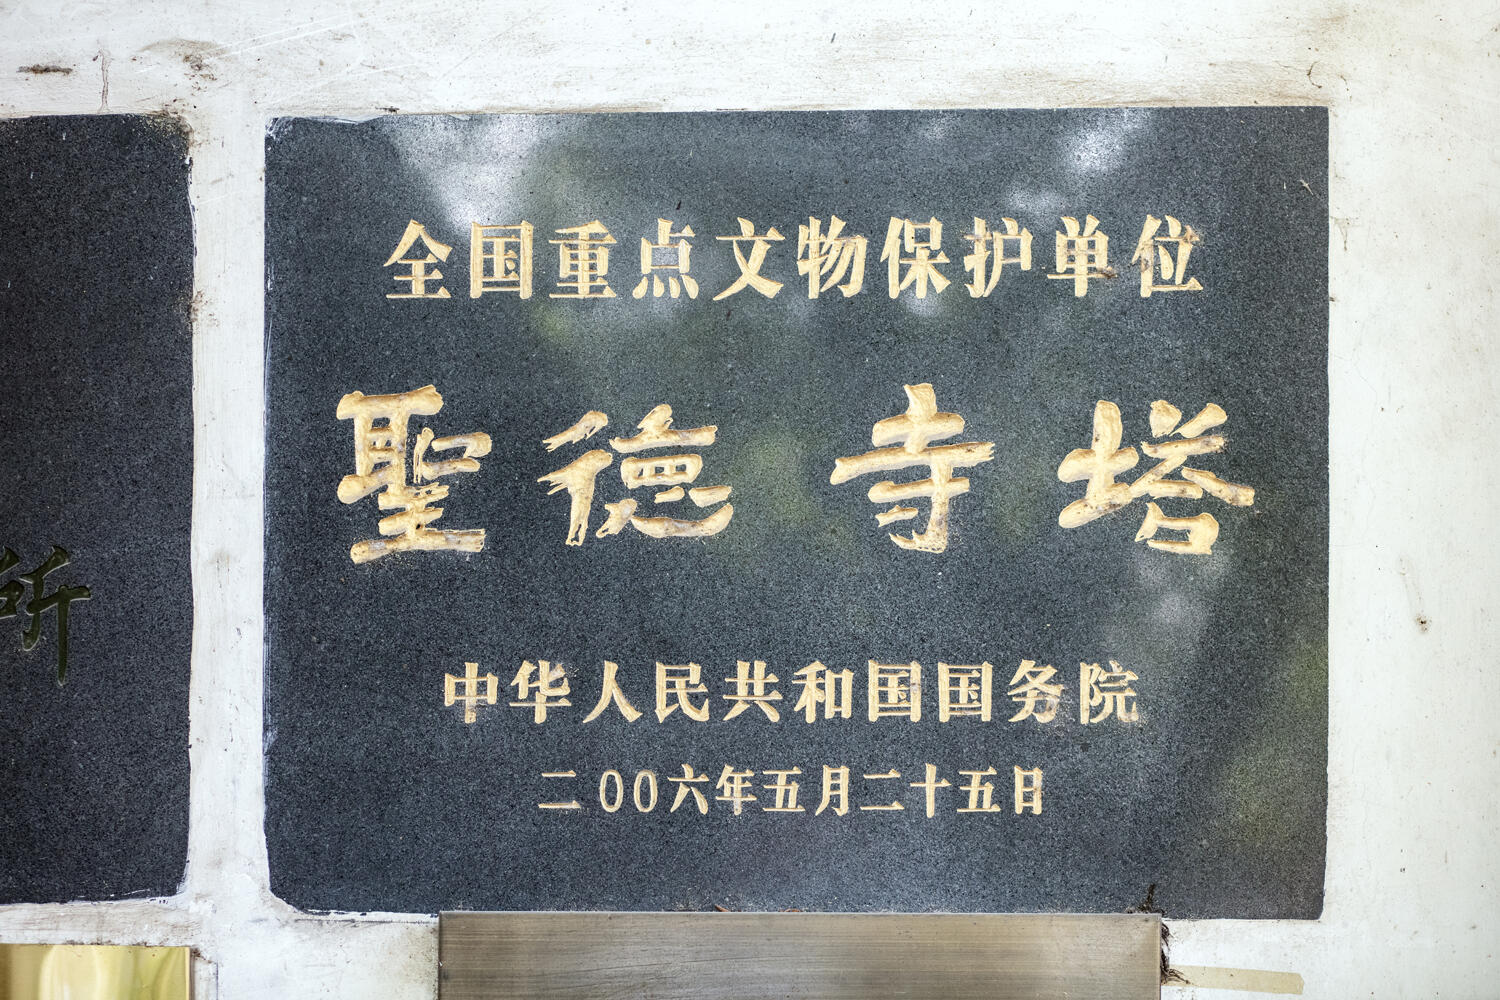 全国重点文物保护单位
聖德寺塔
中华人民共和国国务院
二00六年五月二十五日
所